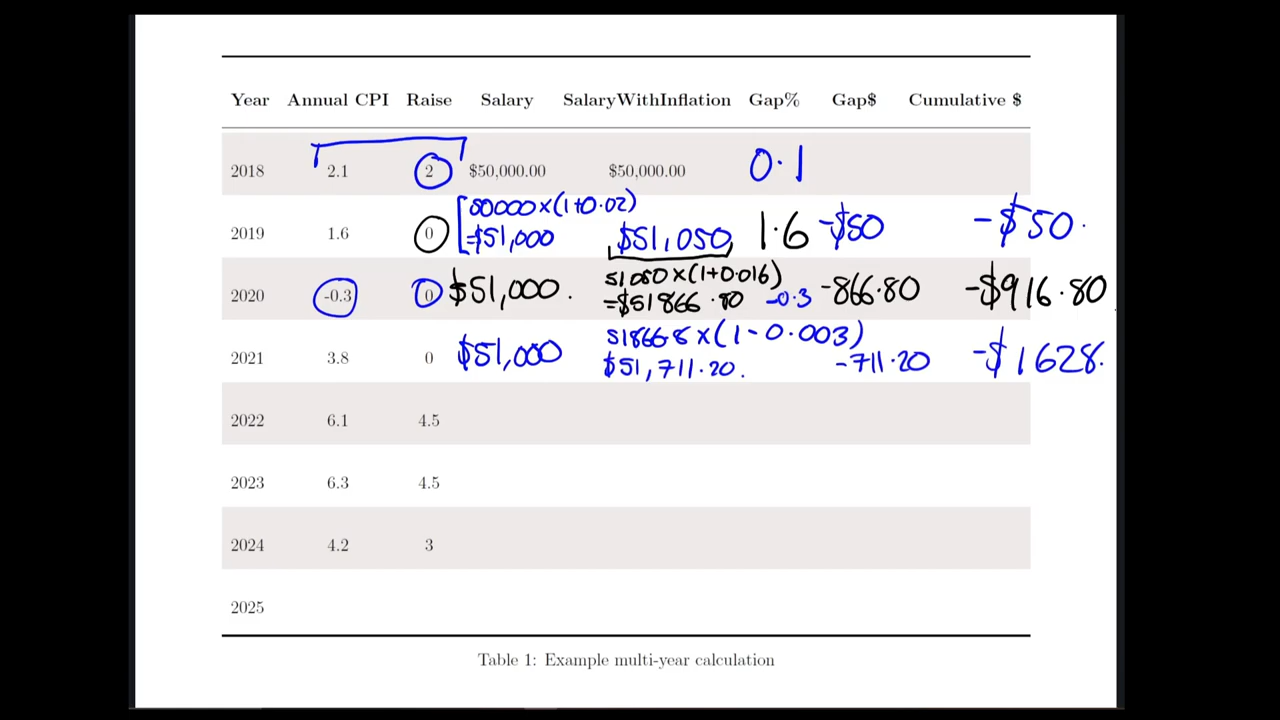 Year Annual CPI Raise Salary SalaryWithInflation Gap% Gap$ Cumulative $
2018 2.1 2 $50,000.00 $50,000.00 0.1
50000x(1+0.02)
2019 1.6 0 =$51,000 $51,050 1.6 -$50 -$50.
51050x(1+0.016)
2020 -0.3 0 $51,000. =$51866.80 -0.3 -866.80 -$916.80
51866.8x(1-0.003)
2021 3.8 0 $51,000 $51,711.20. -711.20 -$1628.
2022 6.1 4.5
2023 6.3 4.5
2024 4.2 3
2025
Table 1: Example multi-year calculation